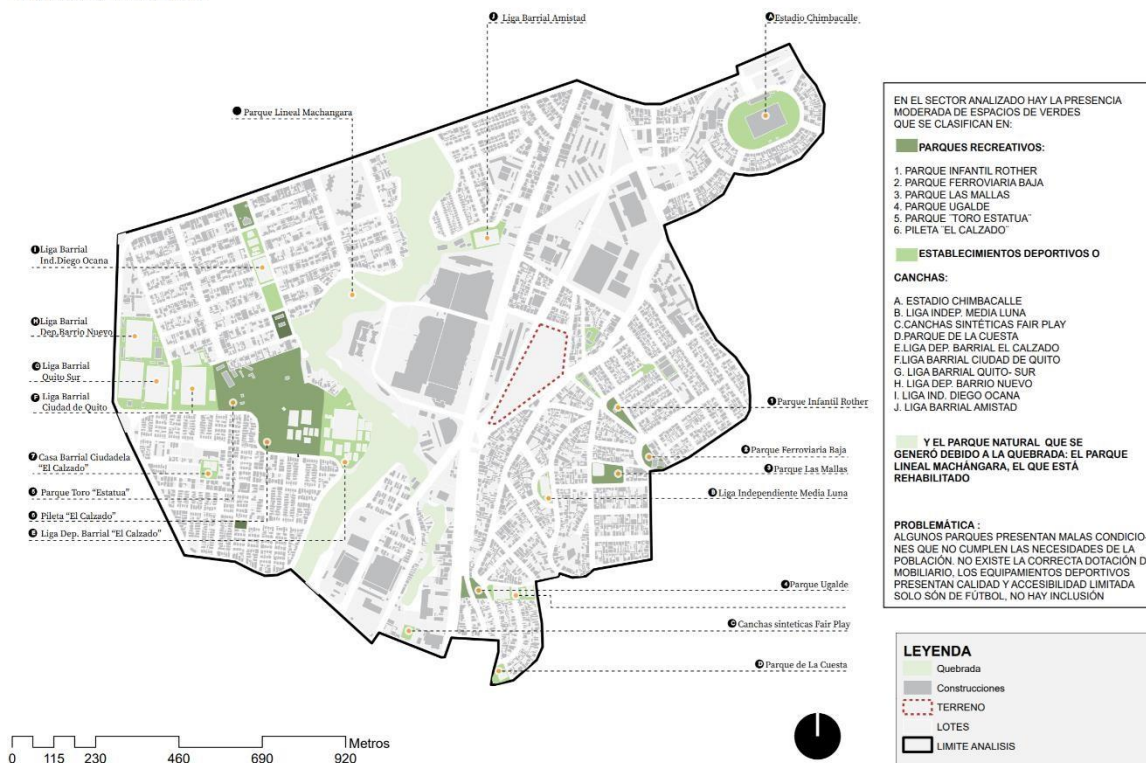 J Liga Barrial Amistad
A Estadio Chimbacalle
Parque Lineal Machangara
I Liga Barrial
Ind.Diego Ocana
H Liga Barrial
Dep.Barrio Nuevo
G Liga Barrial
Quito Sur
F Liga Barrial
Ciudad de Quito
7 Casa Barrial Ciudadela
"El Calzado"
5 Parque Toro "Estatua"
6 Pileta "El Calzado"
E Liga Dep. Barrial "El Calzado"
1 Parque Infantil Rother
2 Parque Ferroviaria Baja
3 Parque Las Mallas
B Liga Independiente Media Luna
4 Parque Ugalde
C Canchas sinteticas Fair Play
D Parque de La Cuesta
EN EL SECTOR ANALIZADO HAY LA PRESENCIA
MODERADA DE ESPACIOS DE VERDES
QUE SE CLASIFICAN EN:
PARQUES RECREATIVOS:
1. PARQUE INFANTIL ROTHER
2. PARQUE FERROVIARIA BAJA
3. PARQUE LAS MALLAS
4. PARQUE UGALDE
5. PARQUE ¨TORO ESTATUA¨
6. PILETA ¨EL CALZADO¨
ESTABLECIMIENTOS DEPORTIVOS O
CANCHAS:
A. ESTADIO CHIMBACALLE
B. LIGA INDEP. MEDIA LUNA
C.CANCHAS SINTÉTICAS FAIR PLAY
D.PARQUE DE LA CUESTA
E.LIGA DEP. BARRIAL EL CALZADO
F.LIGA BARRIAL CIUDAD DE QUITO
G. LIGA BARRIAL QUITO- SUR
H. LIGA DEP. BARRIO NUEVO
I. LIGA IND. DIEGO OCANA
J. LIGA BARRIAL AMISTAD
Y EL PARQUE NATURAL QUE SE
GENERÓ DEBIDO A LA QUEBRADA: EL PARQUE
LINEAL MACHÁNGARA, EL QUE ESTÁ
REHABILITADO
PROBLEMÁTICA :
ALGUNOS PARQUES PRESENTAN MALAS CONDICIO-
NES QUE NO CUMPLEN LAS NECESIDADES DE LA
POBLACIÓN. NO EXISTE LA CORRECTA DOTACIÓN D
MOBILIARIO, LOS EQUIPAMIENTOS DEPORTIVOS
PRESENTAN CALIDAD Y ACCESIBILIDAD LIMITADA
SOLO SÓN DE FÚTBOL, NO HAY INCLUSIÓN
LEYENDA
Quebrada
Construcciones
TERRENO
LOTES
LIMITE ANALISIS
Metros
0 115 230 460 690 920